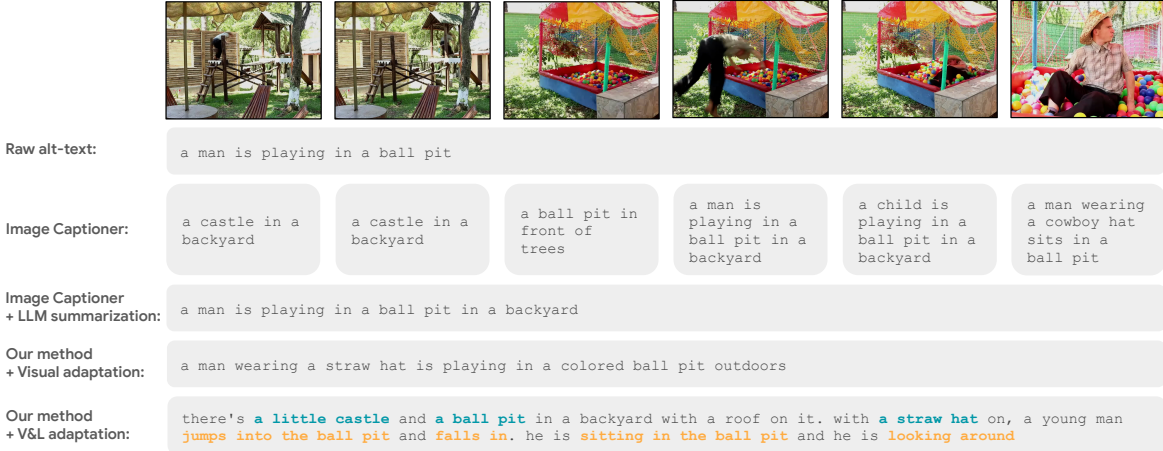 Raw alt-text:
a man is playing in a ball pit
Image Captioner:
a castle in a
backyard
a castle in a
backyard
a ball pit in
front of
trees
a man is
playing in a
ball pit in a
backyard
a child is
playing in a
ball pit in a
backyard
a man wearing
a cowboy hat
sits in a
ball pit
Image Captioner
+ LLM summarization:
a man is playing in a ball pit in a backyard
Our method
+ Visual adaptation:
a man wearing a straw hat is playing in a colored ball pit outdoors
Our method
+ V&L adaptation:
there's a little castle and a ball pit in a backyard with a roof on it. with a straw hat on, a young man
jumps into the ball pit and falls in. he is sitting in the ball pit and he is looking around